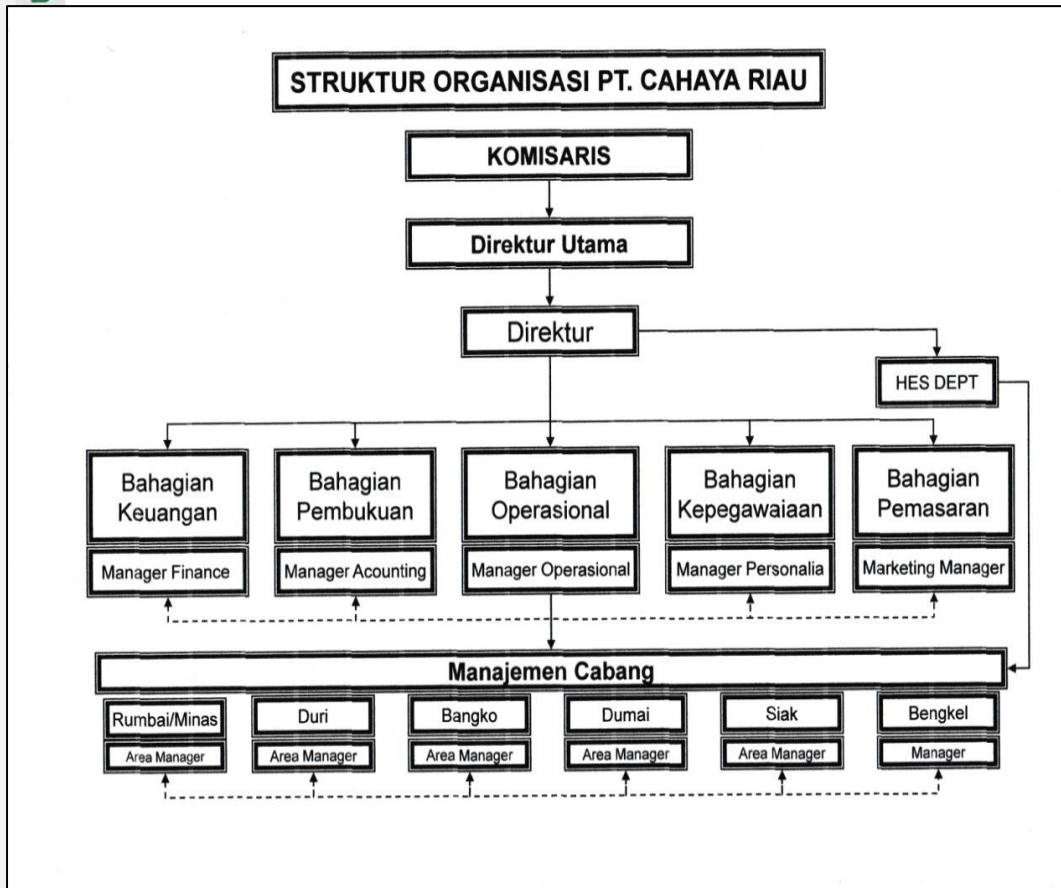 STRUKTUR ORGANISASI PT. CAHAYA RIAU
KOMISARIS
Direktur Utama
Direktur
HES DEPT
Bahagian
Keuangan
Manager Finance
Bahagian
Pembukuan
Manager Acounting
Bahagian
Operasional
Manager Operasional
Bahagian
Kepegawaiaan
Manager Personalia
Bahagian
Pemasaran
Marketing Manager
Manajemen Cabang
Rumbai/Minas
Area Manager
Duri
Area Manager
Bangko
Area Manager
Dumai
Area Manager
Siak
Area Manager
Bengkel
Manager